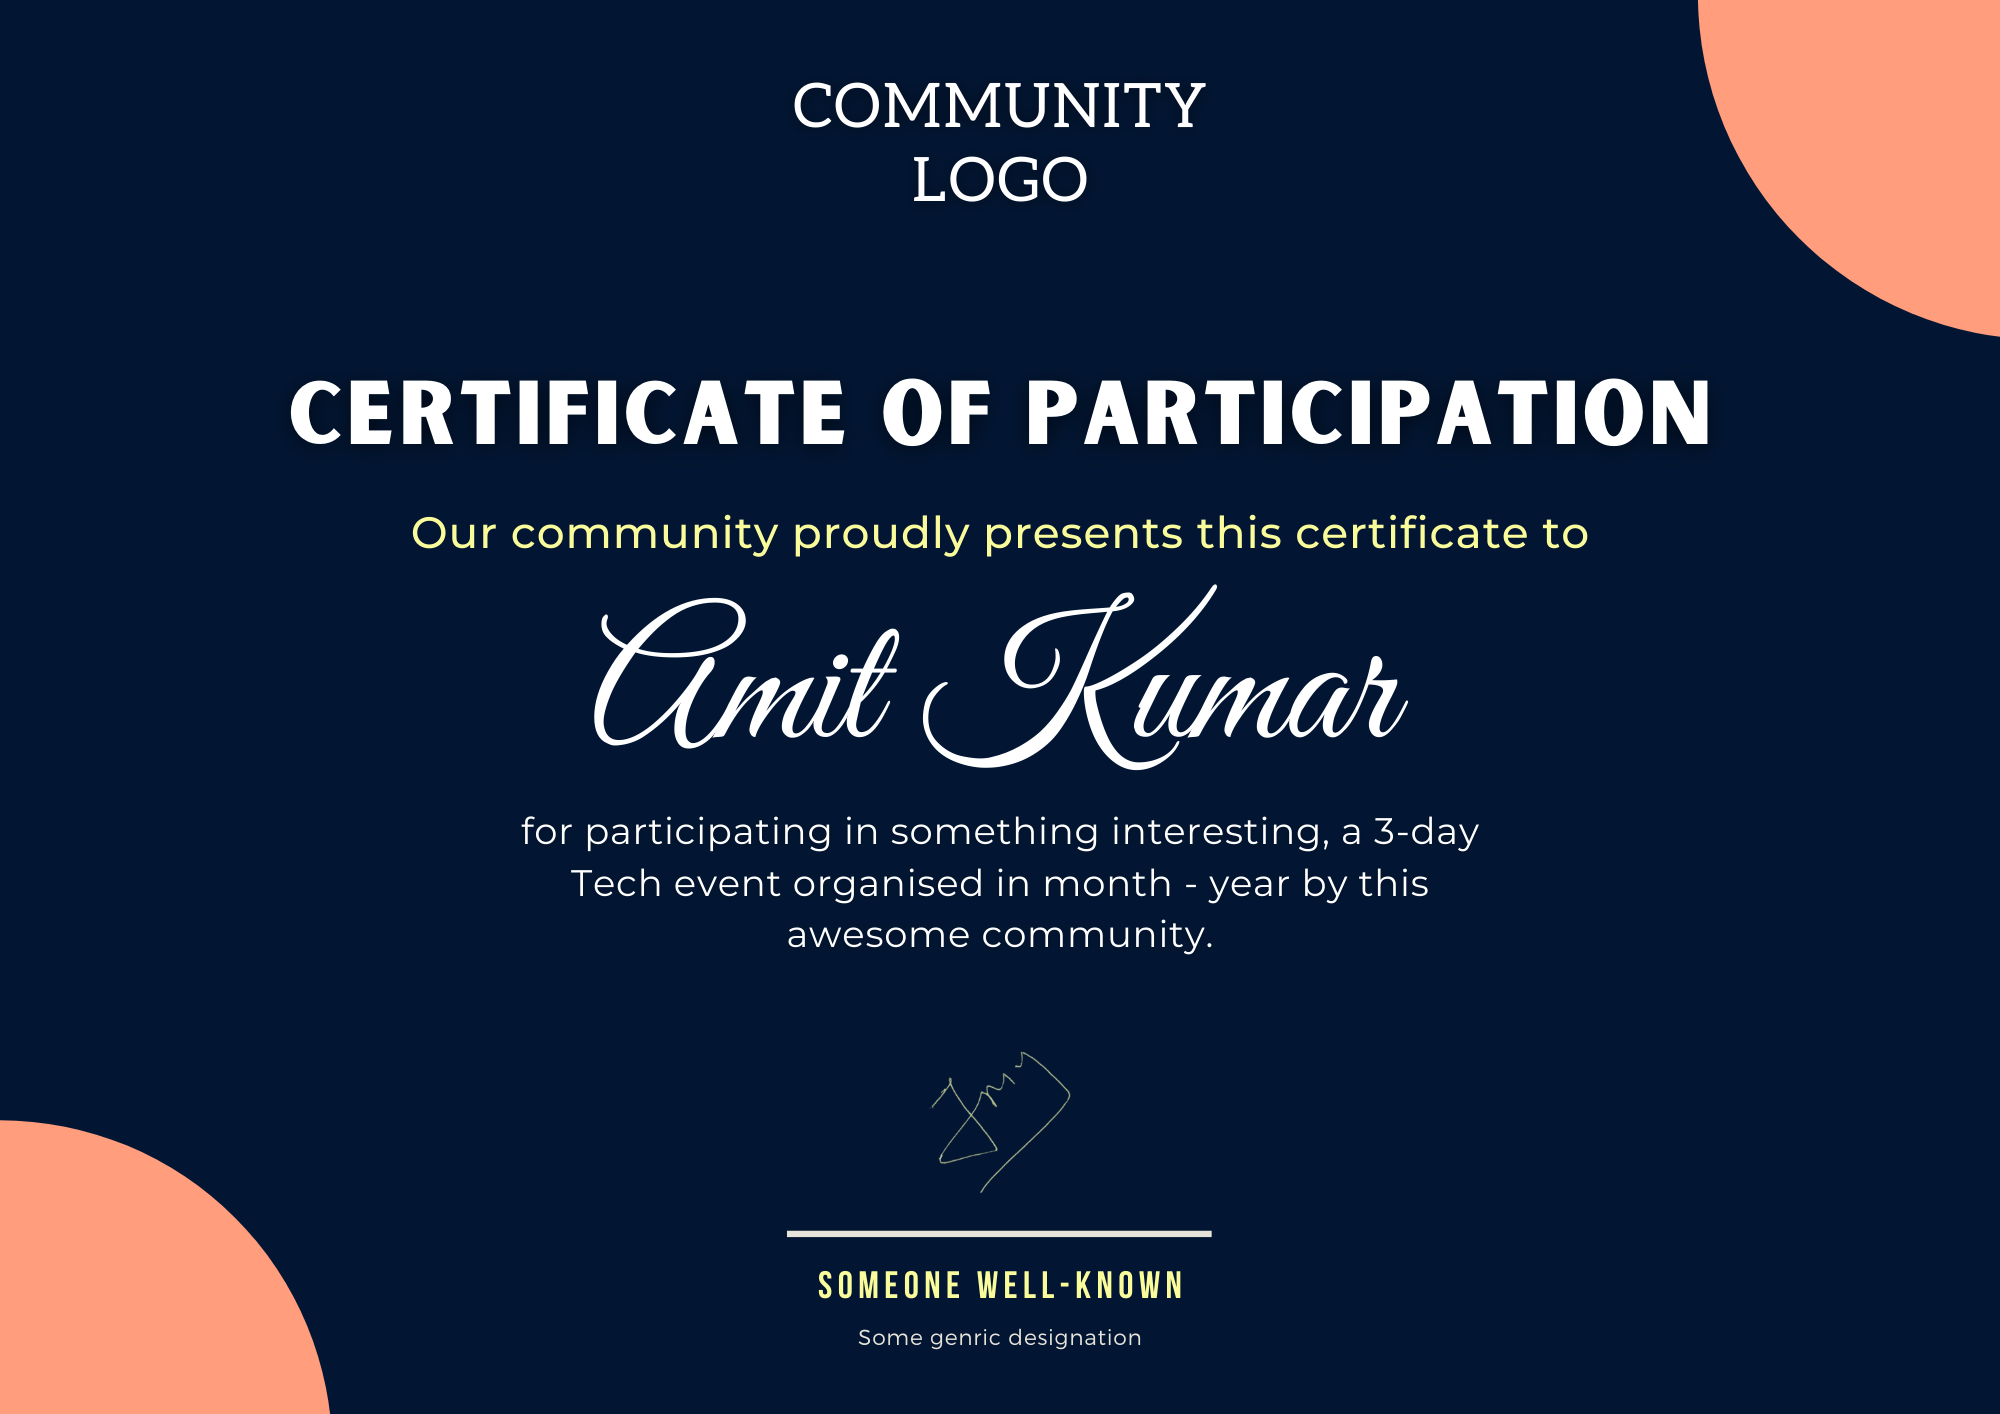 COMMUNITY
LOGO
CERTIFICATE OF PARTICIPATION
Our community proudly presents this certificate to
Amit Kumar
for participating in something interesting, a 3-day
Tech event organised in month - year by this
awesome community.
SOMEONE WELL-KNOWN
Some genric designation